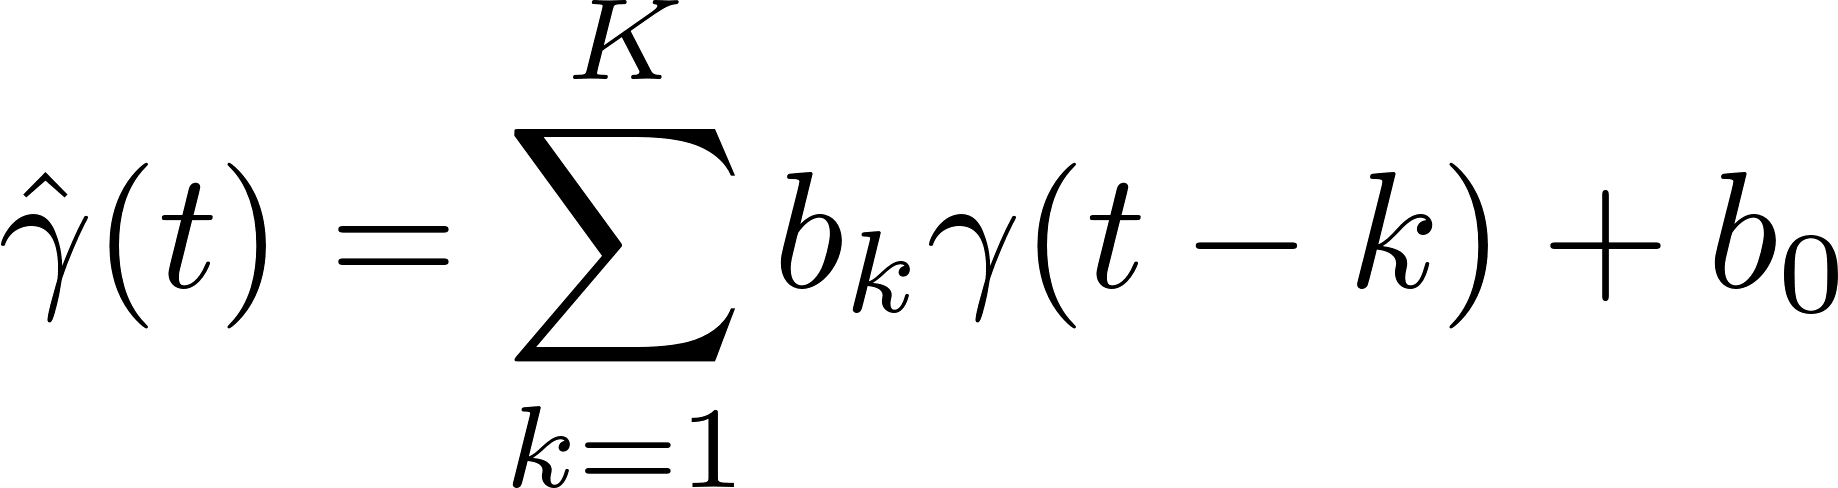 \hat{\gamma}(t) = \sum_{k=1}^{K} b_k \gamma(t - k) + b_0